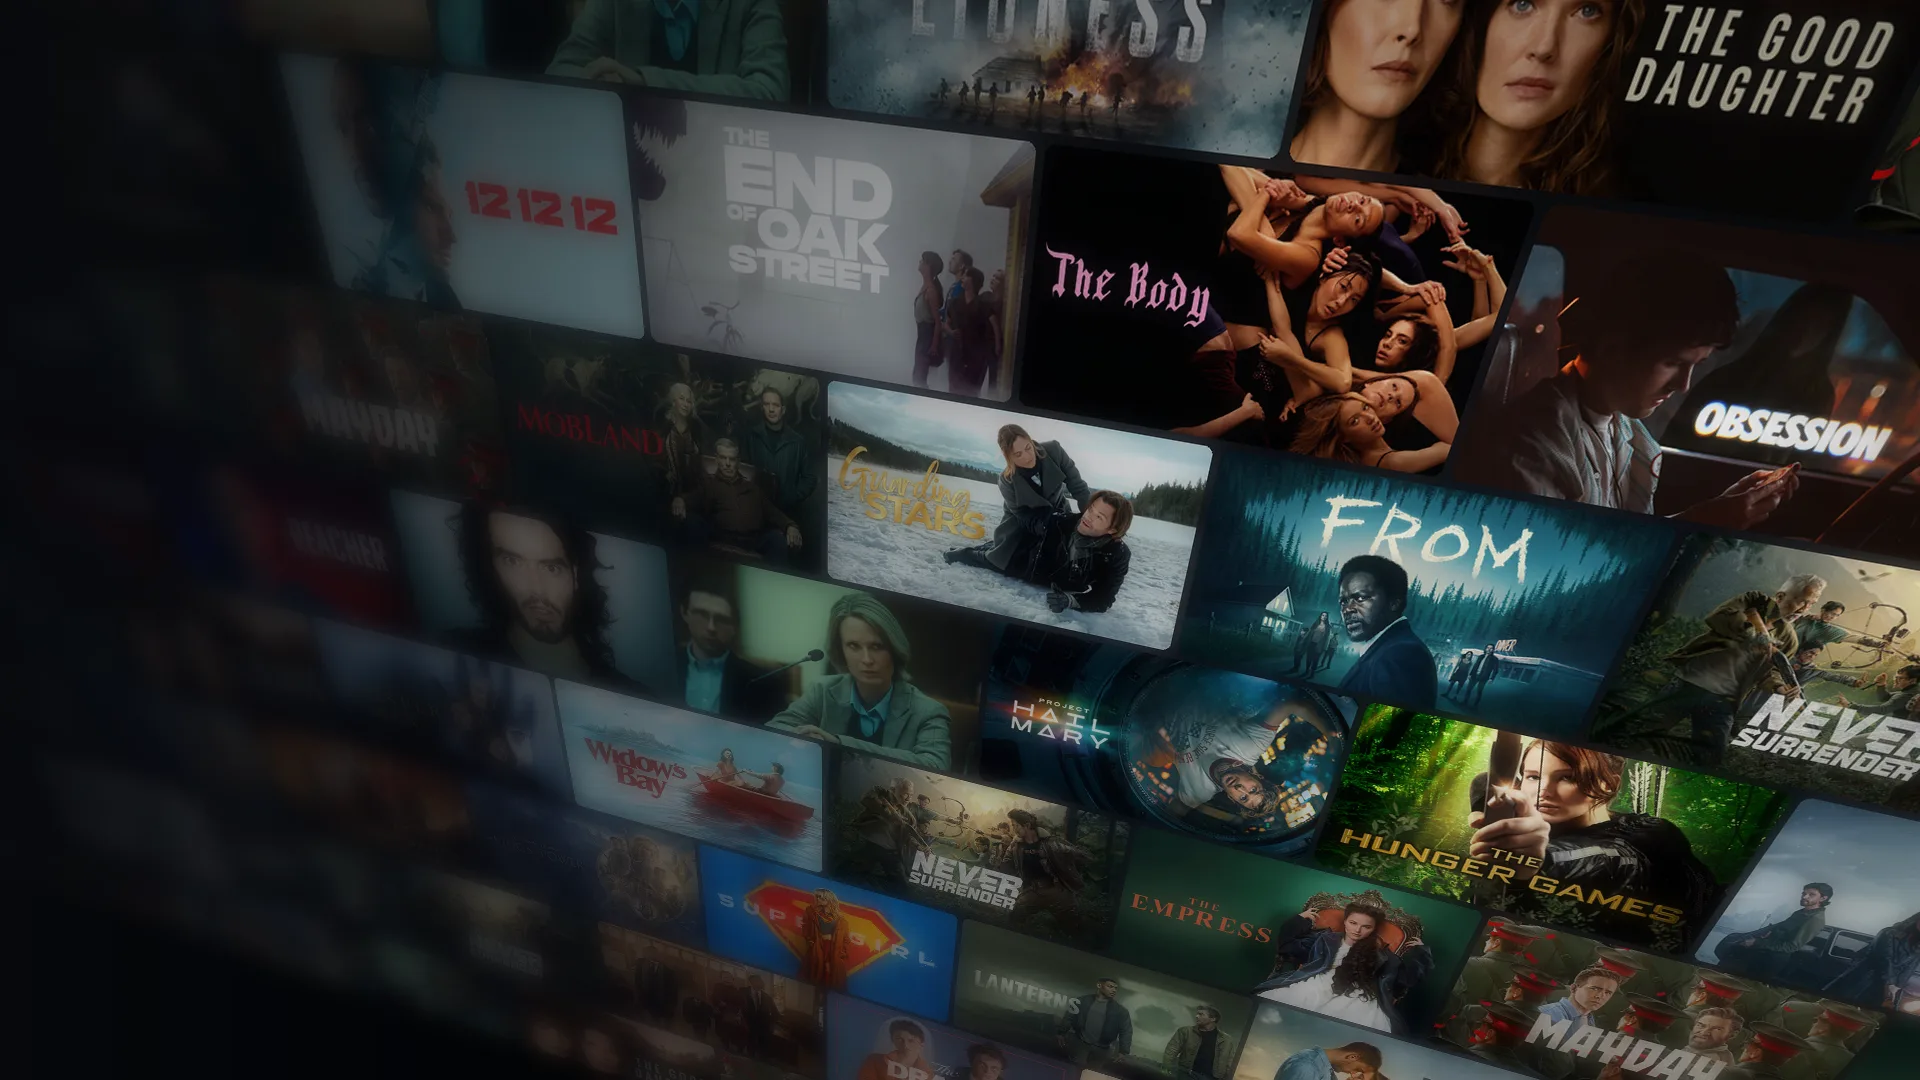 THE GOOD
DAUGHTER
12 12 12
THE
END
OF OAK
STREET
The Body
OBSESSION
MAYDAY
MOBLAND
Guarding
STARS
FROM
DINER
REACHER
NEVER
SURRENDER
PROJECT
HAIL
MARY
WIDOW'S
BAY
NEVER
SURRENDER
THE
HUNGER GAMES
THE
EMPRESS
SUPERGIRL
LANTERNS
MAYDAY